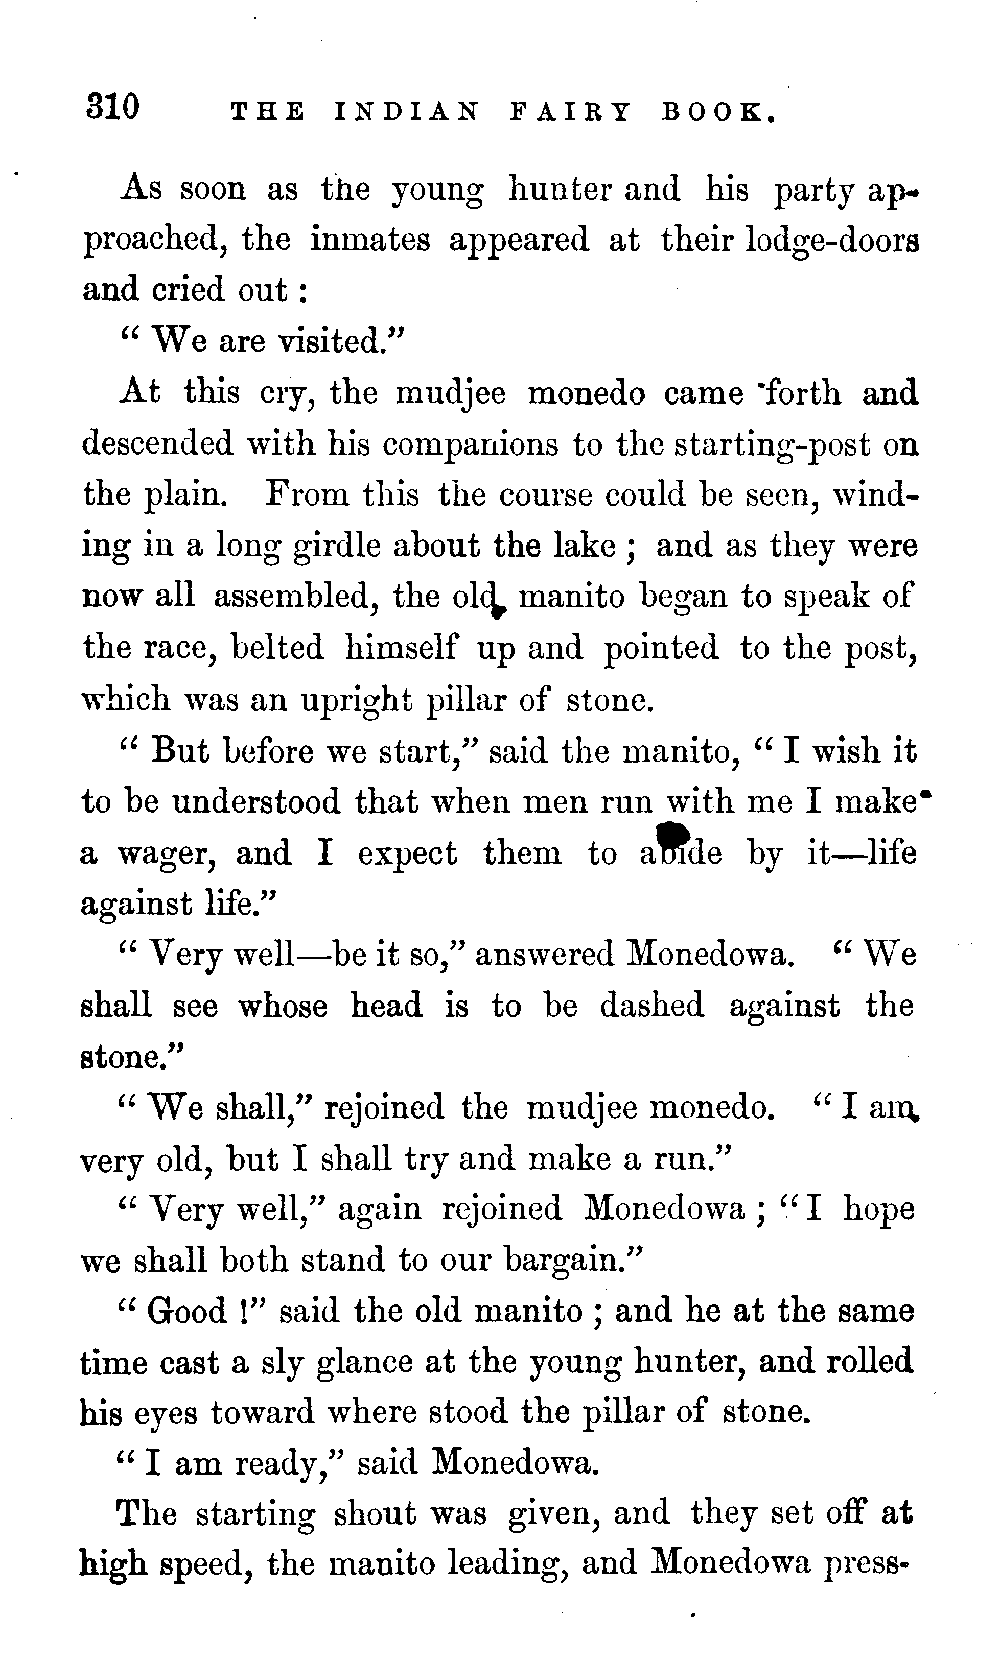 310 THE INDIAN FAIRY BOOK.
As soon as the young hunter and his party ap-
proached, the inmates appeared at their lodge-doors
and cried out :
“ We are visited.”
At this cry, the mudjee monedo came forth and
descended with his companions to the starting-post on
the plain. From this the course could be seen, wind-
ing in a long girdle about the lake ; and as they were
now all assembled, the old manito began to speak of
the race, belted himself up and pointed to the post,
which was an upright pillar of stone.
“ But before we start,” said the manito, “ I wish it
to be understood that when men run with me I make
a wager, and I expect them to abide by it—life
against life.”
“ Very well—be it so,” answered Monedowa. “ We
shall see whose head is to be dashed against the
stone.”
“ We shall,” rejoined the mudjee monedo. “ I am
very old, but I shall try and make a run.”
“ Very well,” again rejoined Monedowa ; “ I hope
we shall both stand to our bargain.”
“ Good !” said the old manito ; and he at the same
time cast a sly glance at the young hunter, and rolled
his eyes toward where stood the pillar of stone.
“ I am ready,” said Monedowa.
The starting shout was given, and they set off at
high speed, the manito leading, and Monedowa press-